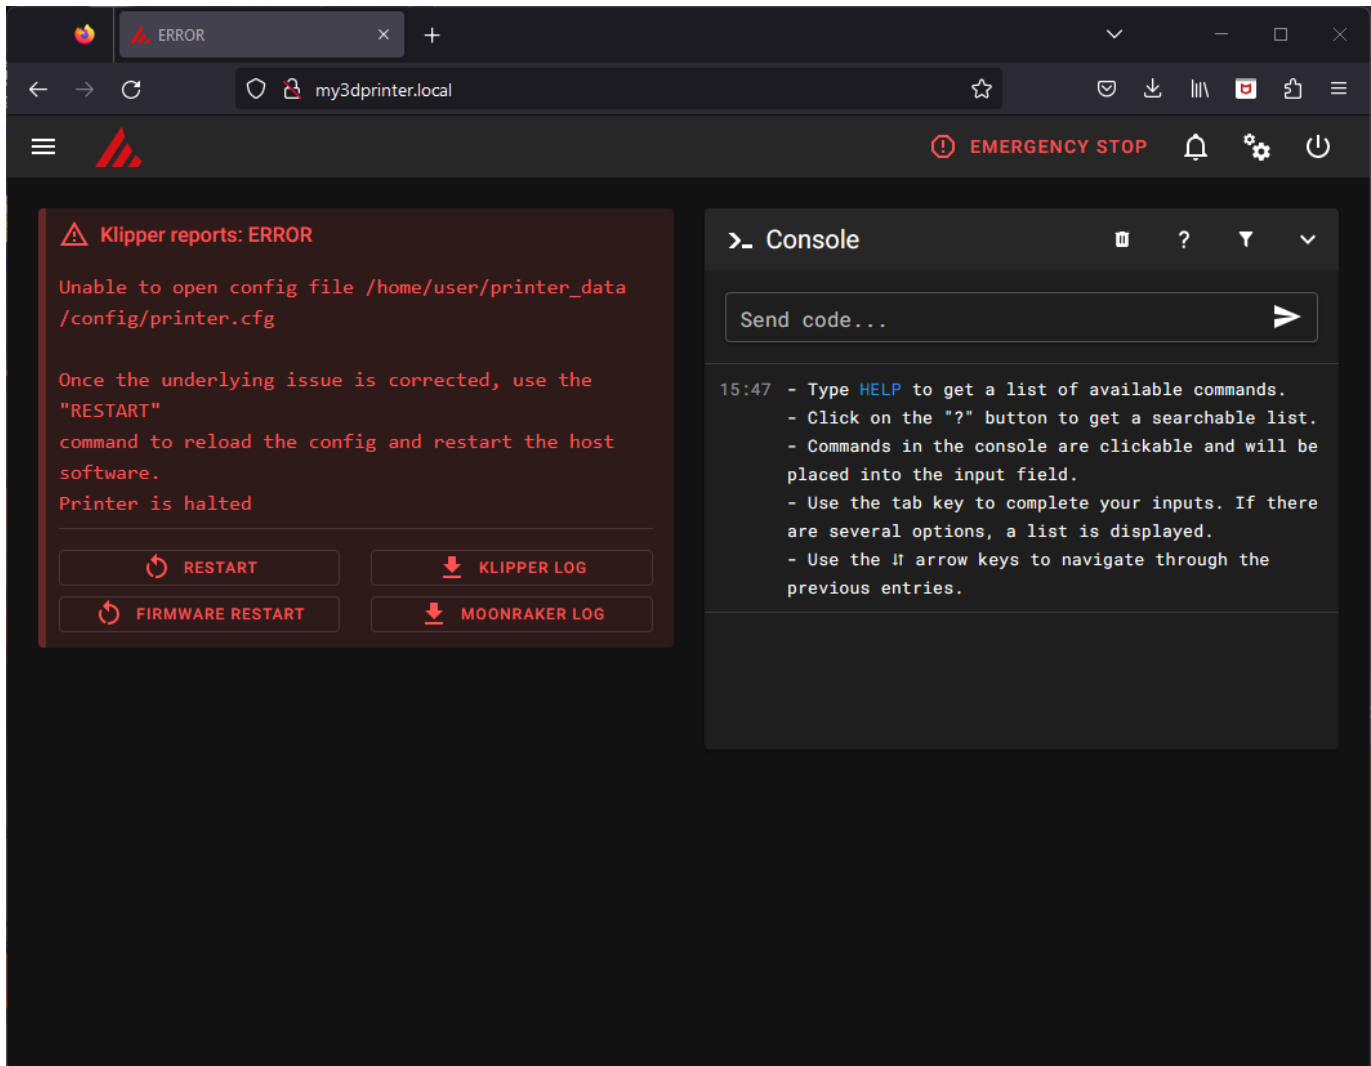 ERROR
my3dprinter.local
EMERGENCY STOP
Klipper reports: ERROR
Unable to open config file /home/user/printer_data
/config/printer.cfg
Once the underlying issue is corrected, use the
"RESTART"
command to reload the config and restart the host
software.
Printer is halted
RESTART
KLIPPER LOG
FIRMWARE RESTART
MOONRAKER LOG
Console
Send code...
15:47 - Type HELP to get a list of available commands.
- Click on the "?" button to get a searchable list.
- Commands in the console are clickable and will be
placed into the input field.
- Use the tab key to complete your inputs. If there
are several options, a list is displayed.
- Use the ⇵ arrow keys to navigate through the
previous entries.